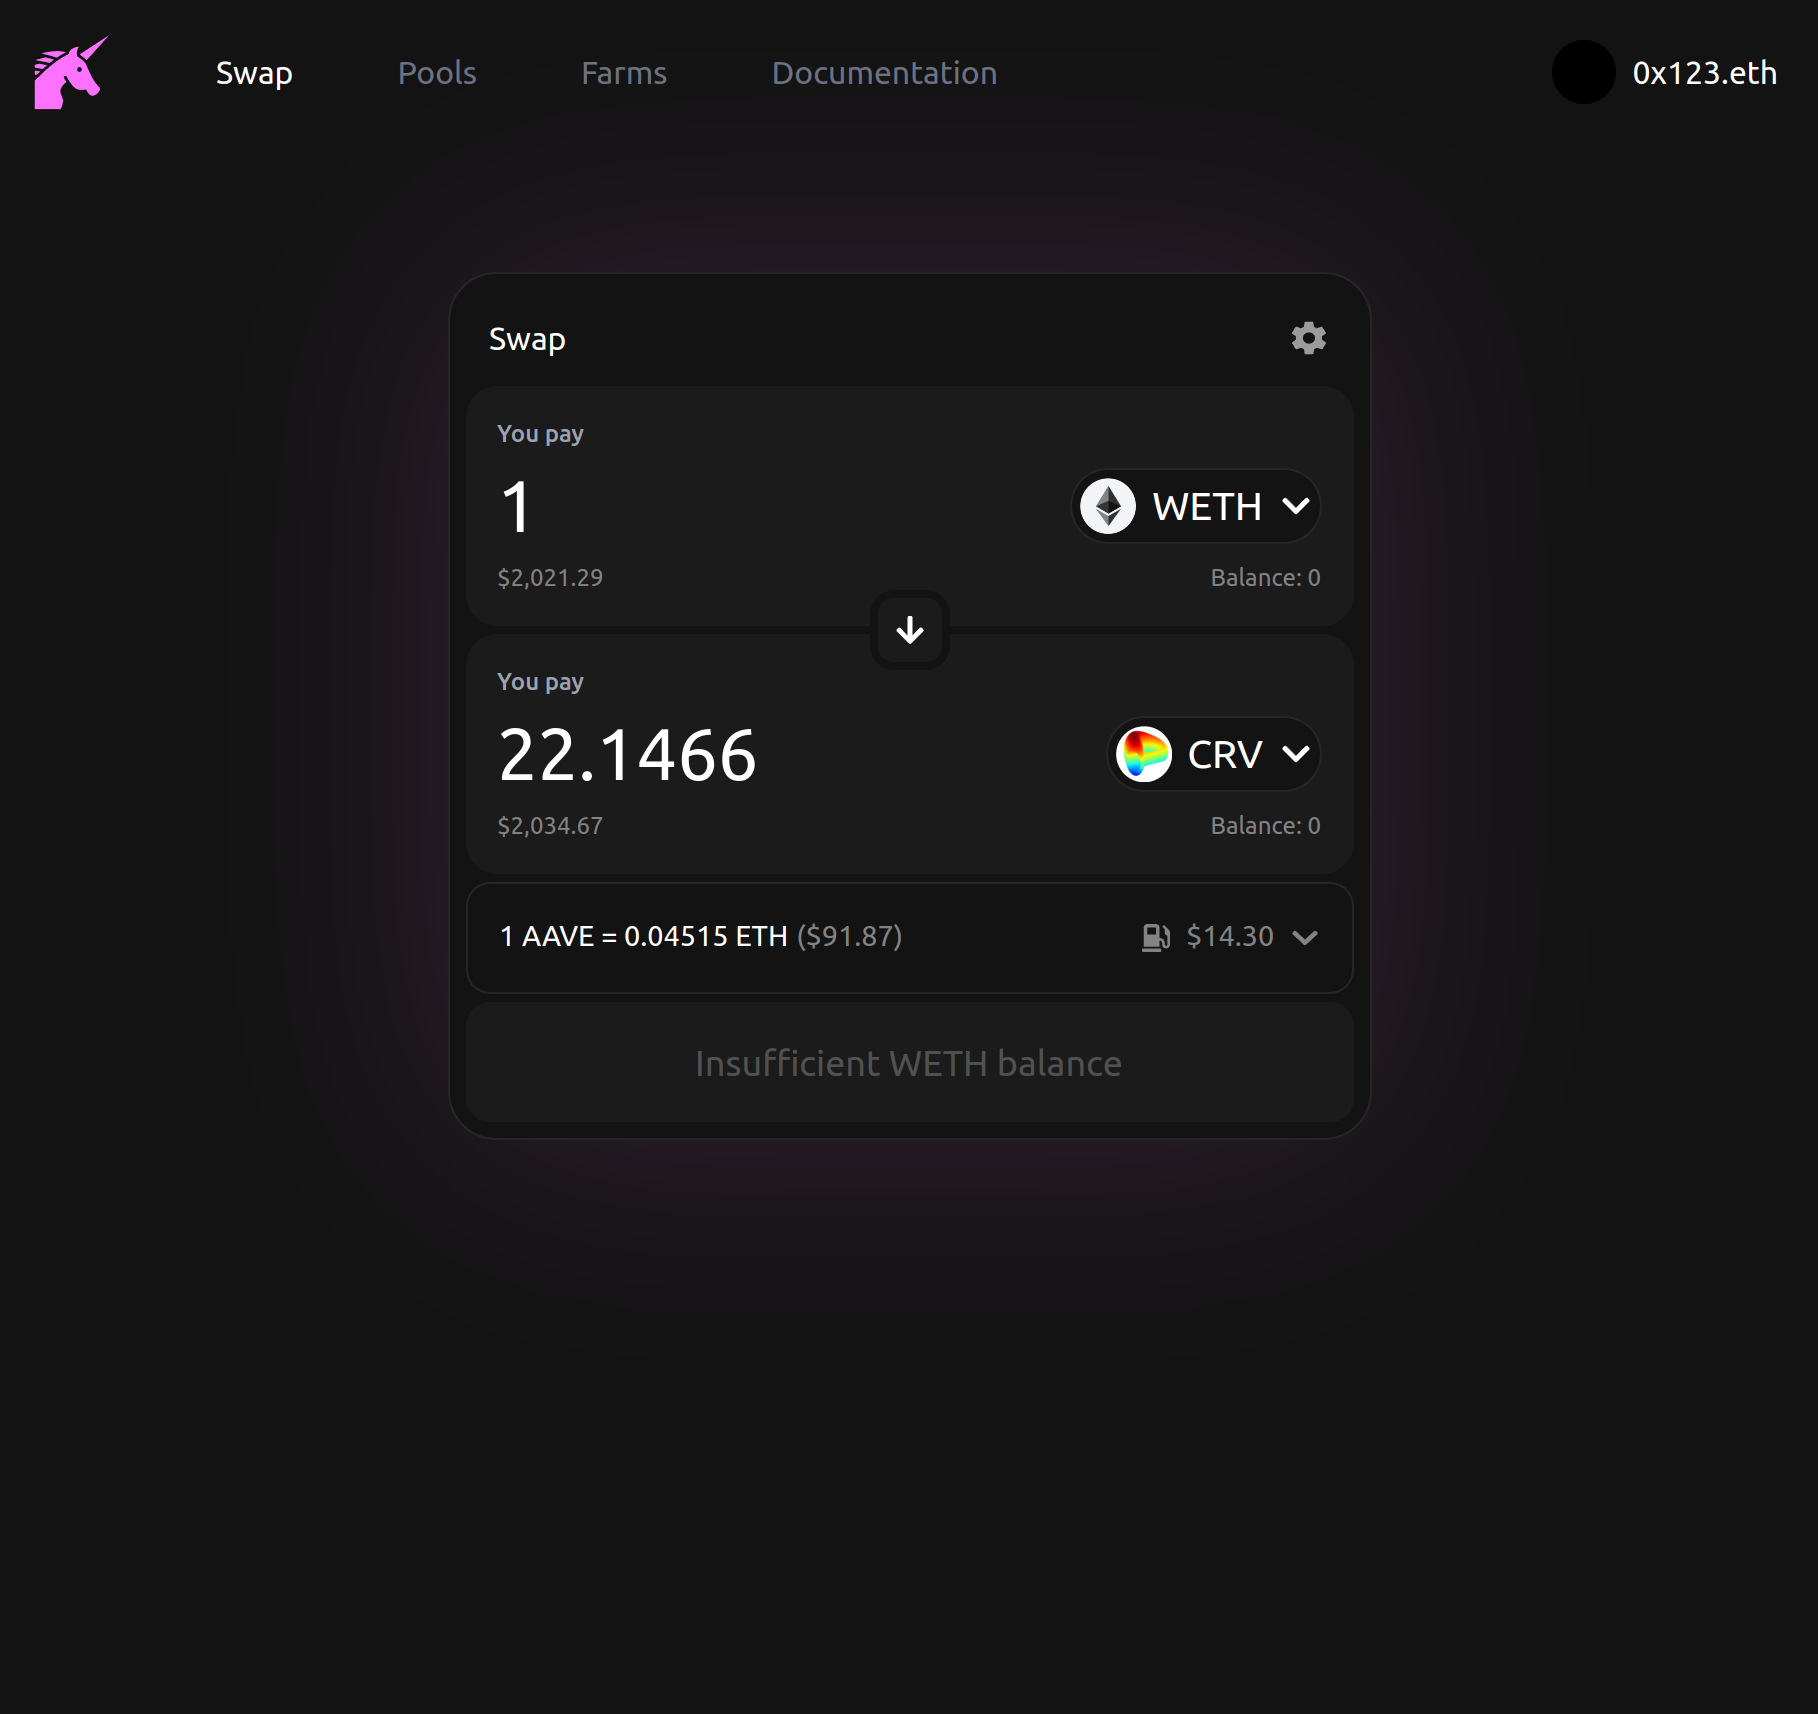 Swap Pools Farms Documentation 0x123.eth
Swap
You pay
1 WETH
$2,021.29 Balance: 0
You pay
22.1466 CRV
$2,034.67 Balance: 0
1 AAVE = 0.04515 ETH ($91.87) $14.30
Insufficient WETH balance